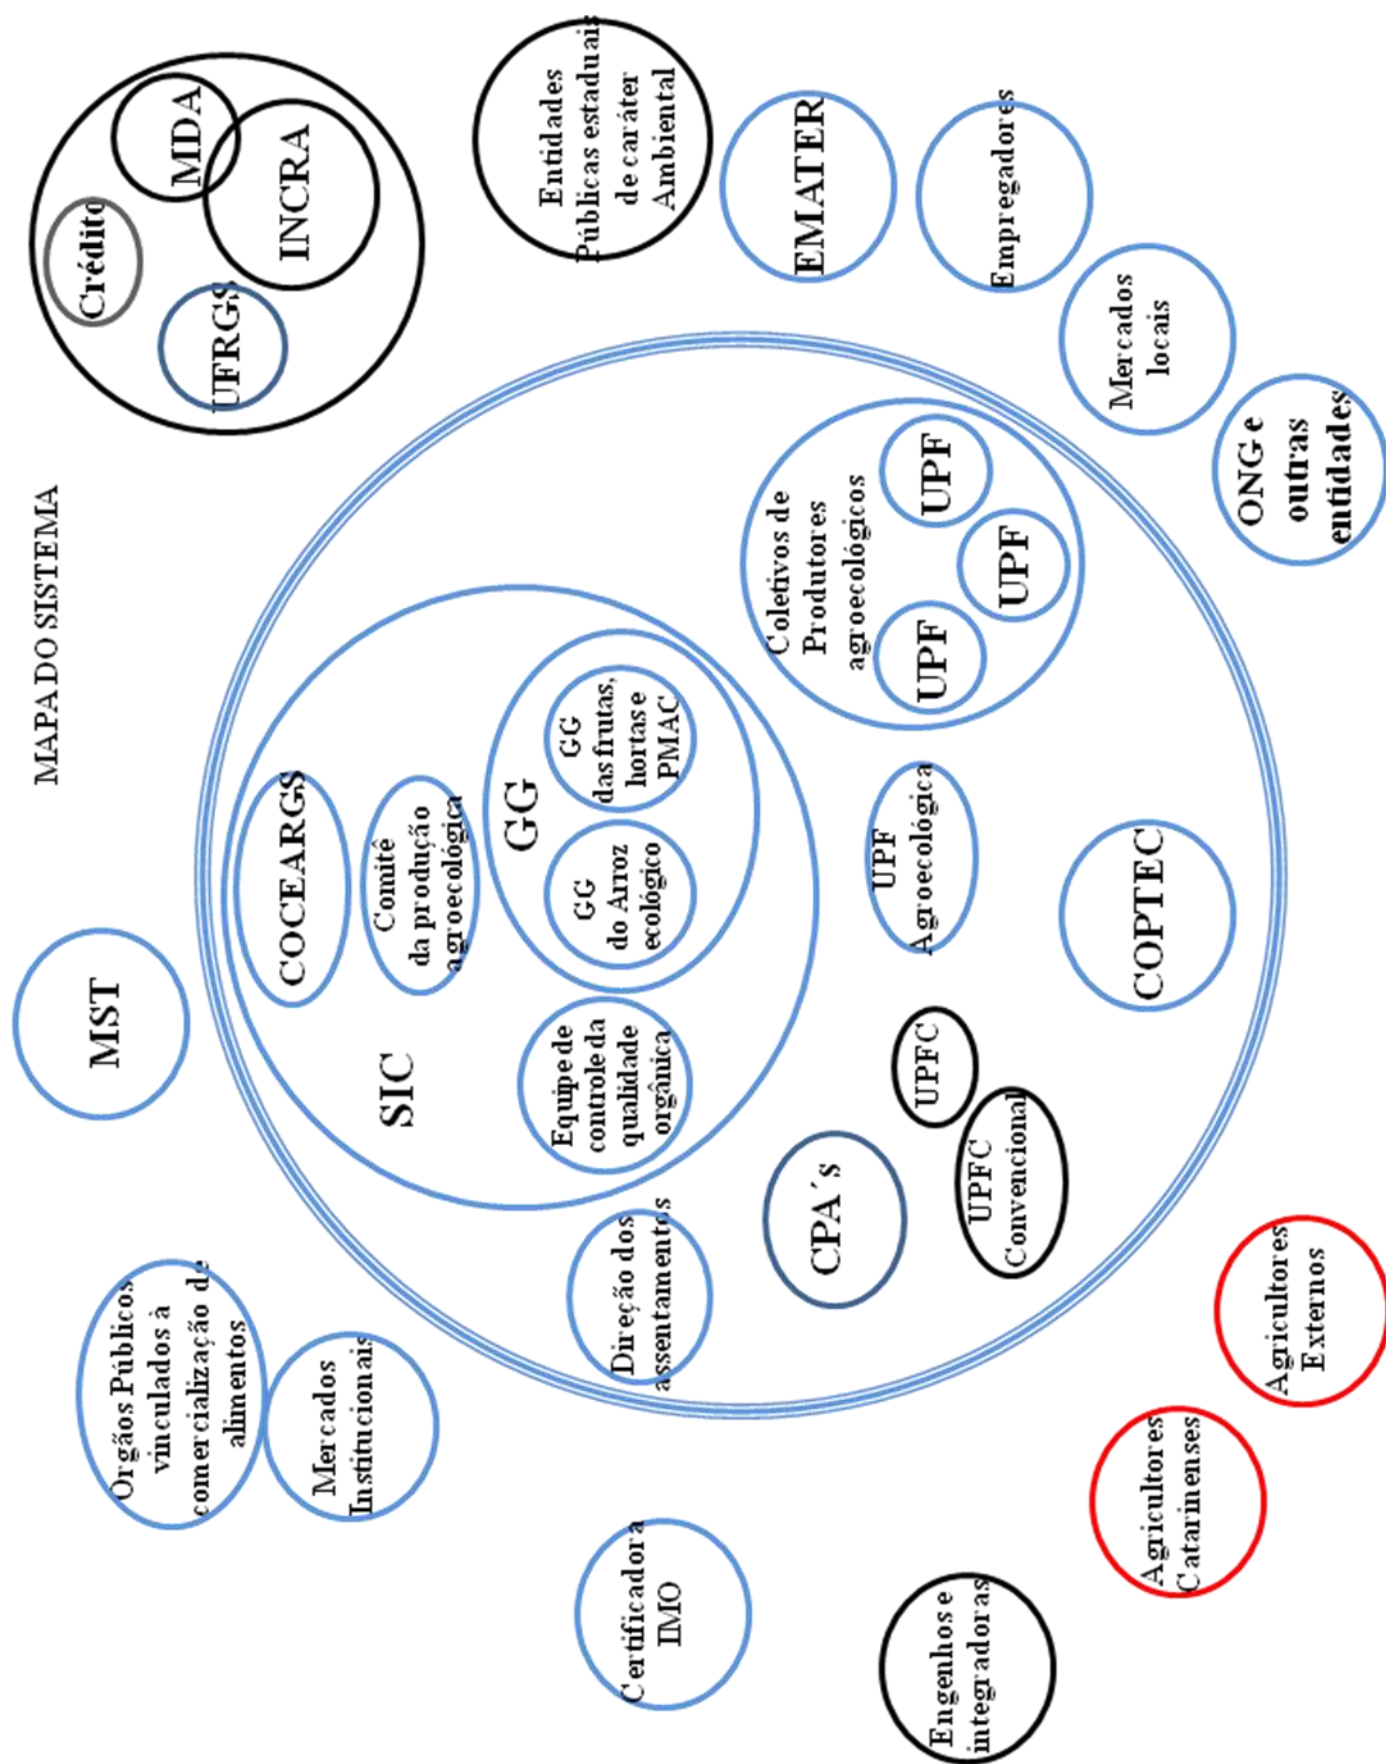 MAPA DO SISTEMA
Crédito
MDA
UFRGS
INCRA
MST
Orgãos Públicos
vinculados à
comercialização de
alimentos
Mercados
Institucionais
COCEARGS
Comitê
da produção
agroecológica
SIC
GG
GG
do Arroz
ecológico
GG
das frutas,
hortas e
PMAC
Equipe de
controle da
qualidade
orgânica
Entidades
Públicas estaduais
de caráter
Ambiental
EMATER
Empregadores
Mercados
locais
ONG e
outras
entidades
Direção dos
assentamentos
Coletivos de
Produtores
agroecológicos
UPF
UPF
UPF
UPF
Agroecológica
CPA´s
UPFC
UPFC
Convencional
COPTEC
Certificadora
IMO
Engenhos e
integradoras
Agricultores
Catarinenses
Agricultores
Externos